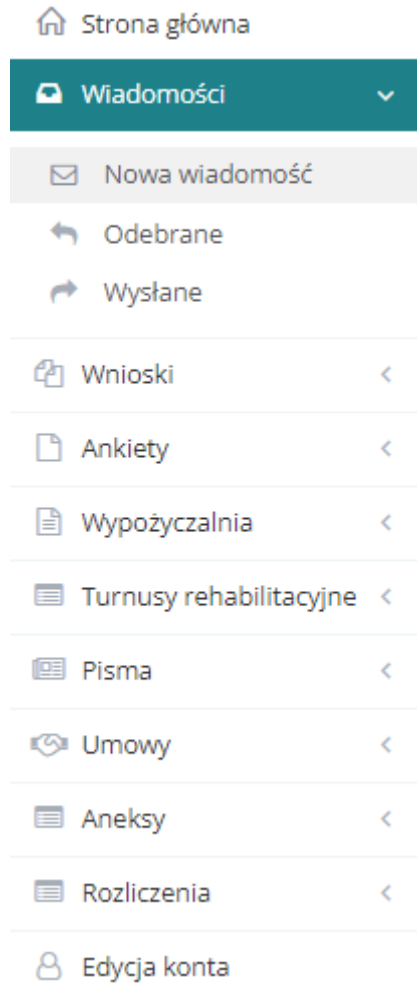 Strona główna
Wiadomości
Nowa wiadomość
Odebrane
Wysłane
Wnioski
Ankiety
Wypożyczalnia
Turnusy rehabilitacyjne
Pisma
Umowy
Aneksy
Rozliczenia
Edycja konta